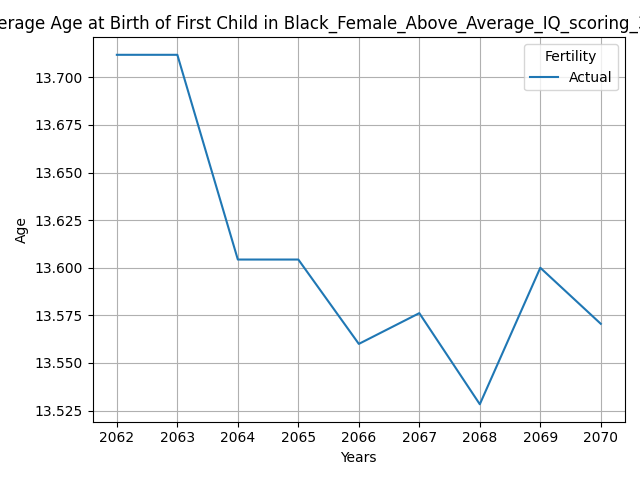 erage Age at Birth of First Child in Black_Female_Above_Average_IQ_scoring_
Fertility
Actual
13.700
13.675
13.650
13.625
13.600
13.575
13.550
13.525
Age
2062 2063 2064 2065 2066 2067 2068 2069 2070
Years